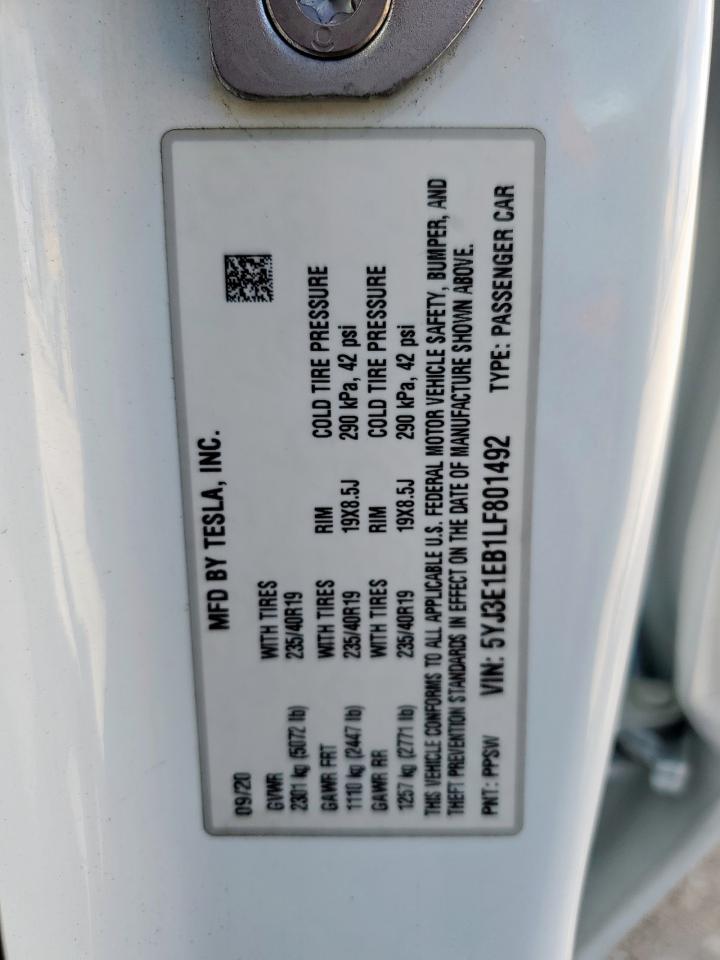 MFD BY TESLA, INC.
09/20
GVWR WITH TIRES RIM COLD TIRE PRESSURE
2301 kg (5072 lb) 235/40R19 19X8.5J 290 kPa, 42 psi
GAWR FRT WITH TIRES RIM COLD TIRE PRESSURE
1110 kg (2447 lb) 235/40R19 19X8.5J 290 kPa, 42 psi
GAWR RR WITH TIRES
1257 kg (2771 lb) 235/40R19
THIS VEHICLE CONFORMS TO ALL APPLICABLE U.S. FEDERAL MOTOR VEHICLE SAFETY, BUMPER, AND
THEFT PREVENTION STANDARDS IN EFFECT ON THE DATE OF MANUFACTURE SHOWN ABOVE.
PNT: PPSW VIN: 5YJ3E1EB1LF801492 TYPE: PASSENGER CAR